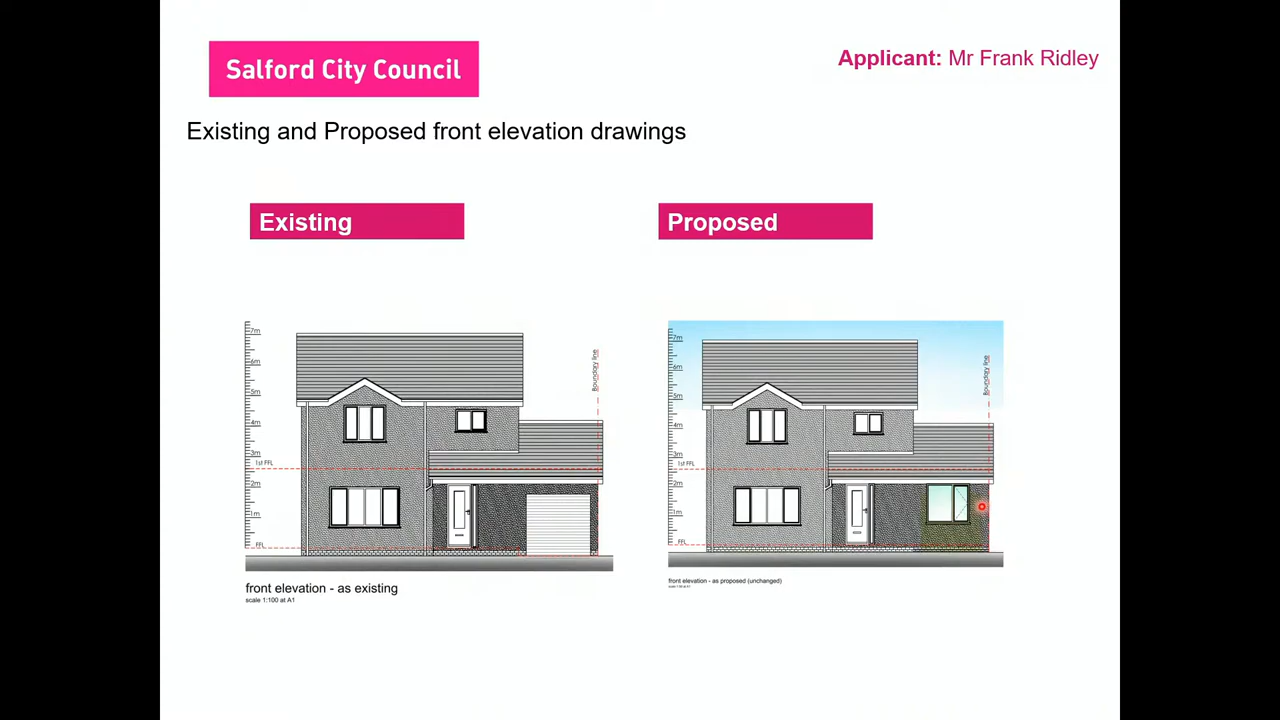 Salford City Council
Applicant: Mr Frank Ridley
Existing and Proposed front elevation drawings
Existing
Proposed
7m
6m
5m
4m
3m
1st FFL
2m
1m
FFL
Boundary line
7m
6m
5m
4m
3m
1st FFL
2m
1m
FFL
Boundary line
front elevation - as existing
scale 1:100 at A1
front elevation - as proposed (unchanged)